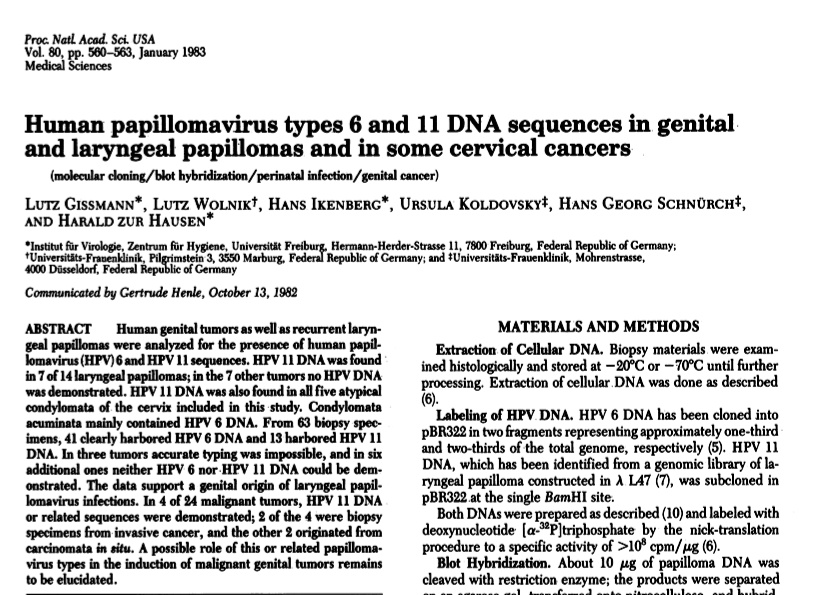 Proc. Natl. Acad. Sci. USA
Vol. 80, pp. 560–563, January 1983
Medical Sciences
Human papillomavirus types 6 and 11 DNA sequences in genital
and laryngeal papillomas and in some cervical cancers
(molecular cloning/blot hybridization/perinatal infection/genital cancer)
LUTZ GISSMANN*, LUTZ WOLNIK†, HANS IKENBERG*, URSULA KOLDOVSKY‡, HANS GEORG SCHNÜRCH‡,
AND HARALD ZUR HAUSEN*
*Institut für Virologie, Zentrum für Hygiene, Universität Freiburg, Hermann-Herder-Strasse 11, 7800 Freiburg, Federal Republic of Germany;
†Universitäts-Frauenklinik, Pilgrimstein 3, 3550 Marburg, Federal Republic of Germany; and ‡Universitäts-Frauenklinik, Mohrenstrasse,
4000 Düsseldorf, Federal Republic of Germany
Communicated by Gertrude Henle, October 13, 1982
ABSTRACT Human genital tumors as well as recurrent laryn-
geal papillomas were analyzed for the presence of human papil-
lomavirus (HPV) 6 and HPV 11 sequences. HPV 11 DNA was found
in 7 of 14 laryngeal papillomas; in the 7 other tumors no HPV DNA
was demonstrated. HPV 11 DNA was also found in all five atypical
condylomata of the cervix included in this study. Condylomata
acuminata mainly contained HPV 6 DNA. From 63 biopsy spec-
imens, 41 clearly harbored HPV 6 DNA and 13 harbored HPV 11
DNA. In three tumors accurate typing was impossible, and in six
additional ones neither HPV 6 nor HPV 11 DNA could be dem-
onstrated. The data support a genital origin of laryngeal papil-
lomavirus infections. In 4 of 24 malignant tumors, HPV 11 DNA
or related sequences were demonstrated; 2 of the 4 were biopsy
specimens from invasive cancer, and the other 2 originated from
carcinomata in situ. A possible role of this or related papilloma-
virus types in the induction of malignant genital tumors remains
to be elucidated.
MATERIALS AND METHODS
Extraction of Cellular DNA. Biopsy materials were exam-
ined histologically and stored at −20°C or −70°C until further
processing. Extraction of cellular DNA was done as described
(6).
Labeling of HPV DNA. HPV 6 DNA has been cloned into
pBR322 in two fragments representing approximately one-third
and two-thirds of the total genome, respectively (5). HPV 11
DNA, which has been identified from a genomic library of la-
ryngeal papilloma constructed in λ L47 (7), was subcloned in
pBR322 at the single BamHI site.
Both DNAs were prepared as described (10) and labeled with
deoxynucleotide [α-³²P]triphosphate by the nick-translation
procedure to a specific activity of >10⁸ cpm/μg (6).
Blot Hybridization. About 10 μg of papilloma DNA was
cleaved with restriction enzyme; the products were separated